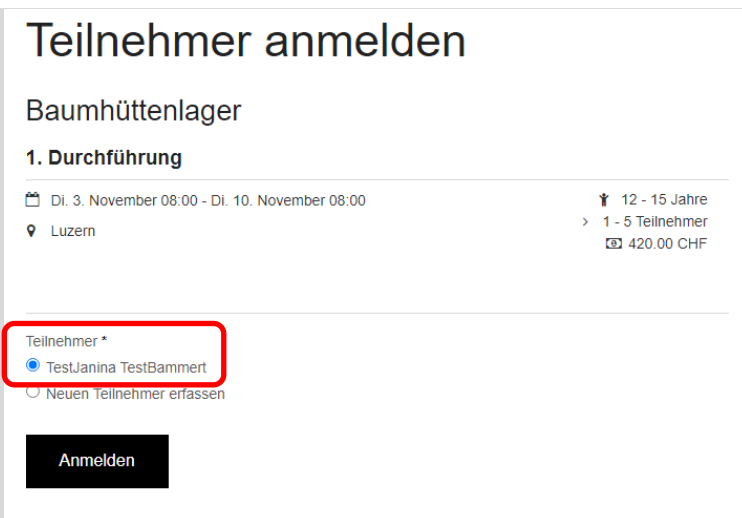 Teilnehmer anmelden
Baumhüttenlager
1. Durchführung
Di. 3. November 08:00 - Di. 10. November 08:00
12 - 15 Jahre
Luzern
> 1 - 5 Teilnehmer
420.00 CHF
Teilnehmer *
TestJanina TestBammert
Neuen Teilnehmer erfassen
Anmelden